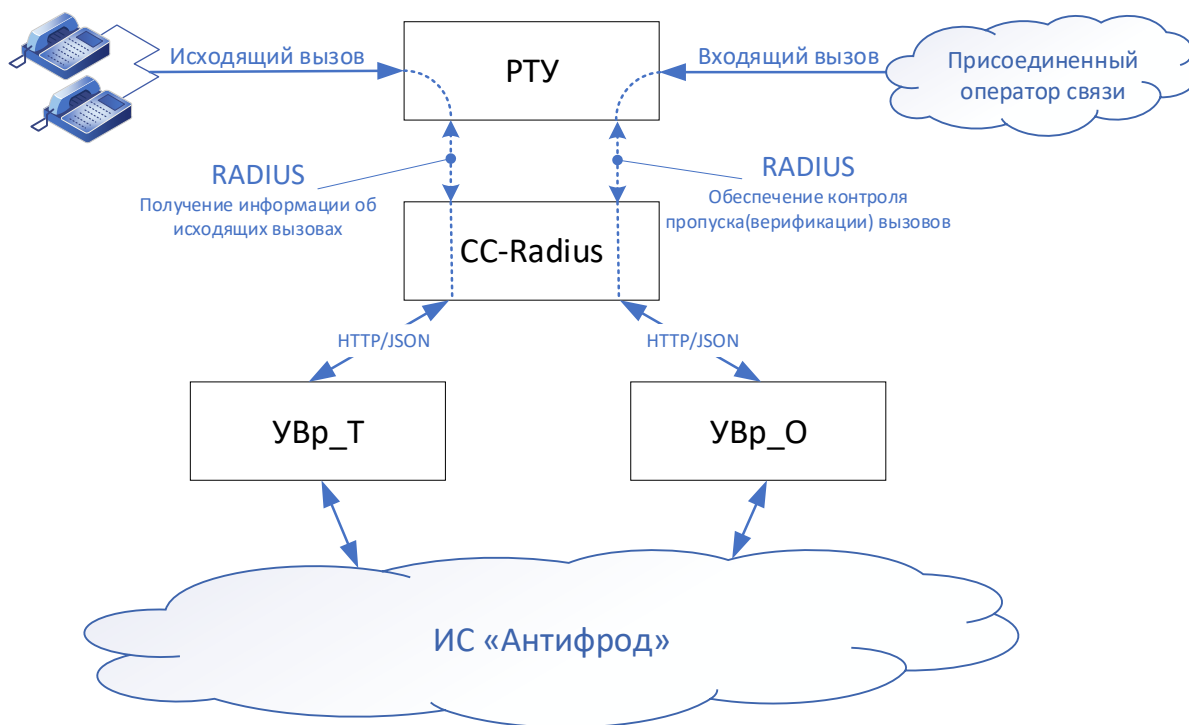 Исходящий вызов
РТУ
Входящий вызов
Присоединенный
оператор связи
RADIUS
Получение информации об
исходящих вызовах
RADIUS
Обеспечение контроля
пропуска(верификации) вызовов
CC-Radius
HTTP/JSON
HTTP/JSON
УВр_Т
УВр_О
ИС «Антифрод»